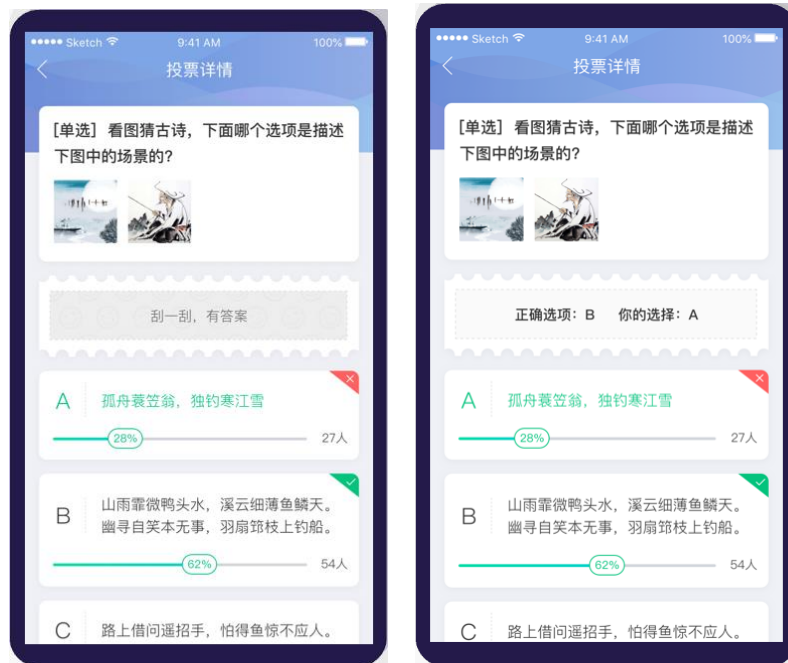 Sketch 9:41 AM 100%
投票详情
[单选] 看图猜古诗，下面哪个选项是描述
下图中的场景的?
刮一刮，有答案
A 孤舟蓑笠翁，独钓寒江雪
28% 27人
B 山雨霏微鸭头水，溪云细薄鱼鳞天。
幽寻自笑本无事，羽扇筇枝上钓船。
62% 54人
C 路上借问遥招手，怕得鱼惊不应人。
Sketch 9:41 AM 100%
投票详情
[单选] 看图猜古诗，下面哪个选项是描述
下图中的场景的?
正确选项：B 你的选择：A
A 孤舟蓑笠翁，独钓寒江雪
28% 27人
B 山雨霏微鸭头水，溪云细薄鱼鳞天。
幽寻自笑本无事，羽扇筇枝上钓船。
62% 54人
C 路上借问遥招手，怕得鱼惊不应人。